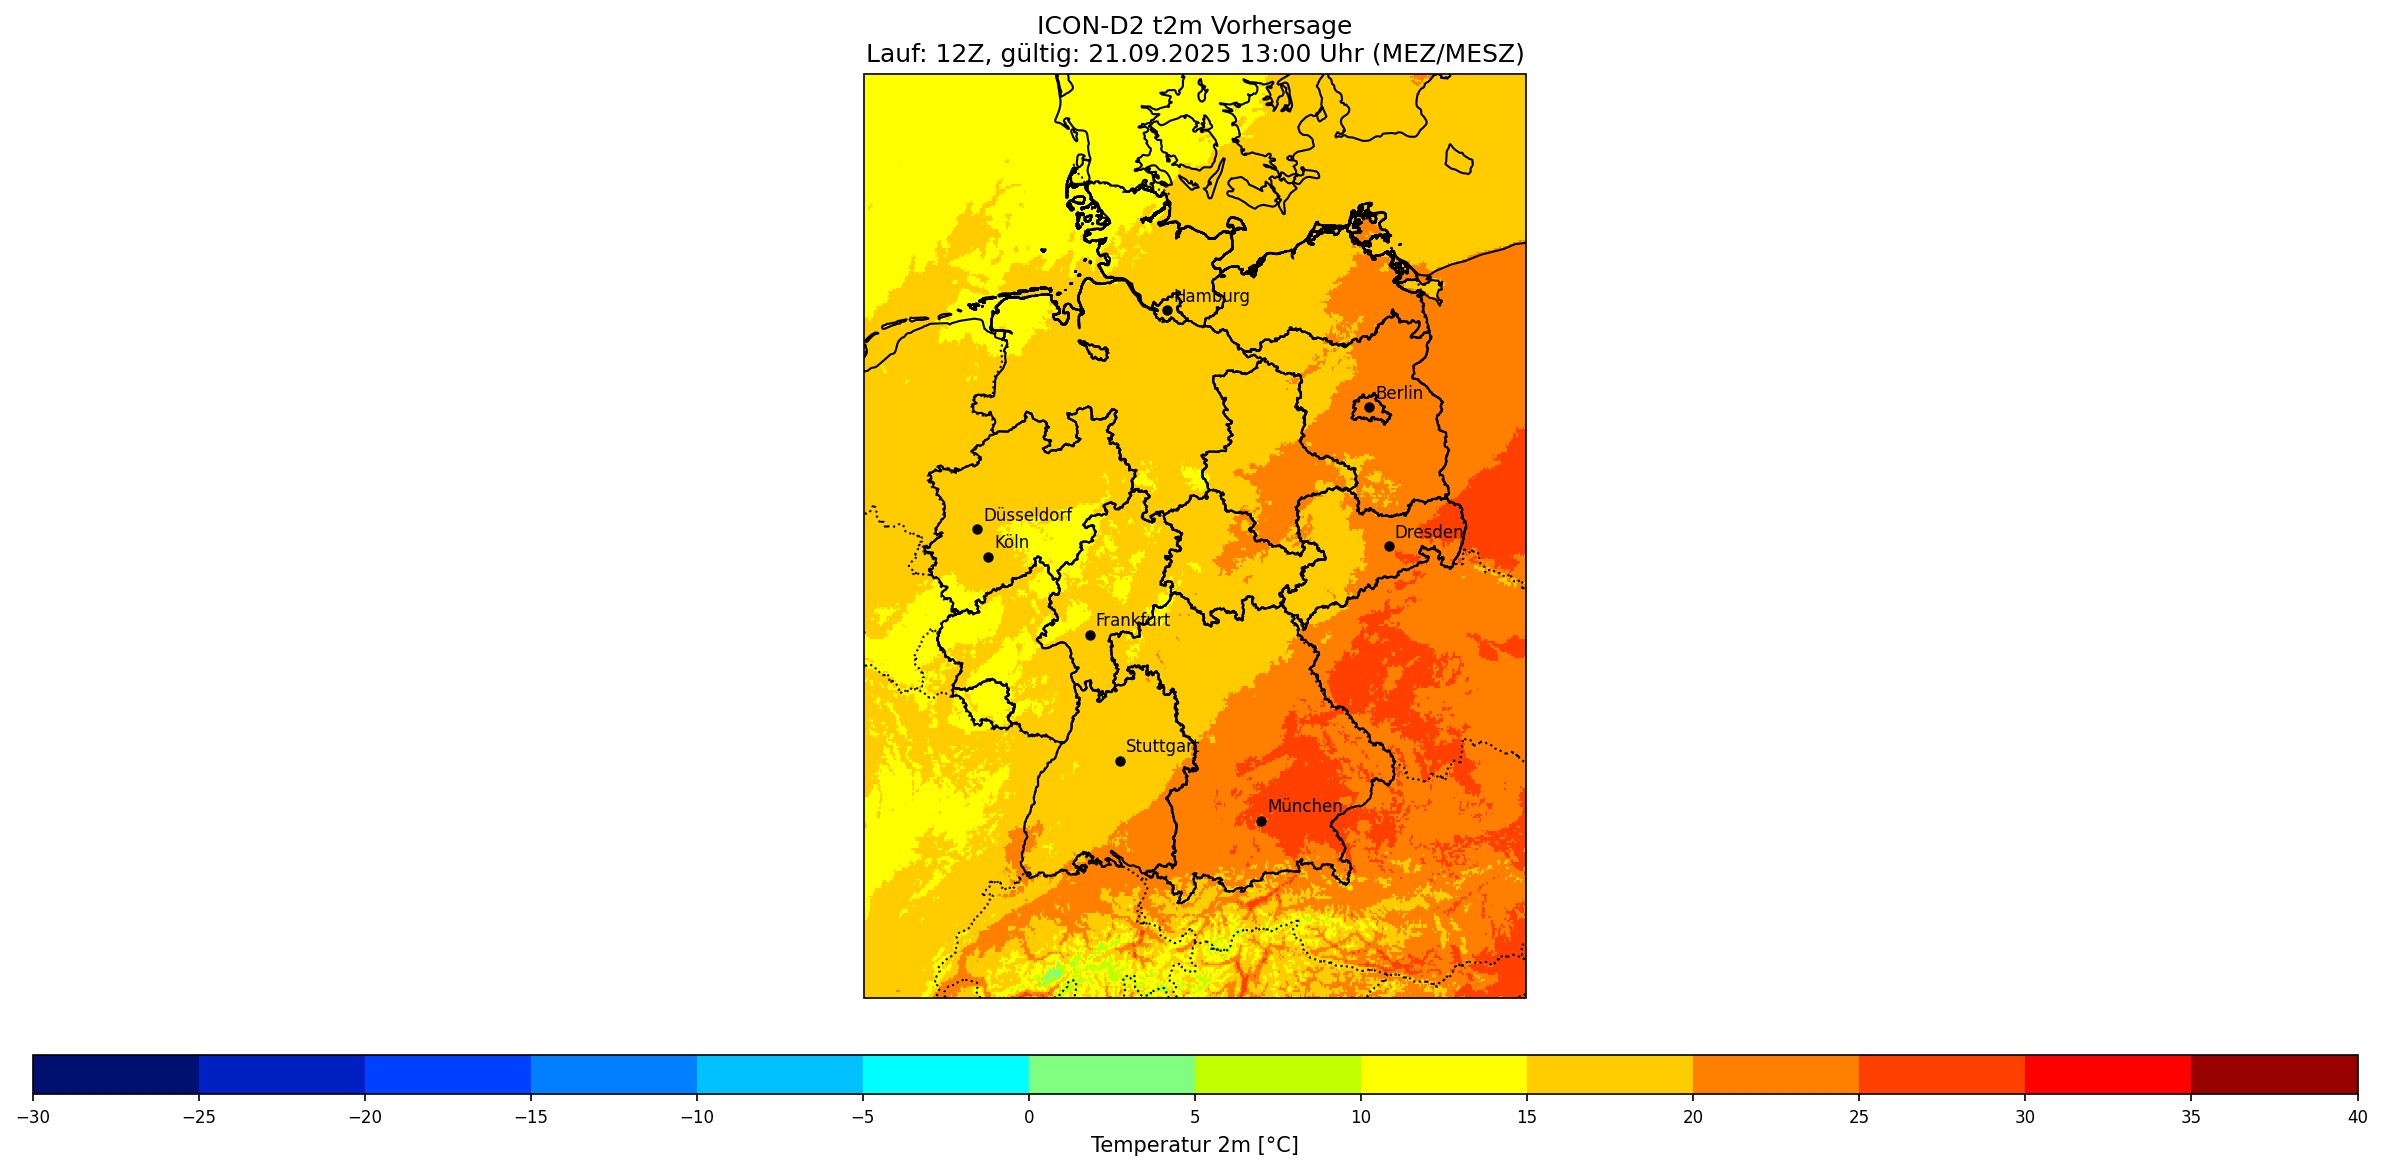 ICON-D2 t2m Vorhersage
Lauf: 12Z, gültig: 21.09.2025 13:00 Uhr (MEZ/MESZ)
Hamburg
Berlin
Düsseldorf
Dresden
Köln
Frankfurt
Stuttgart
München
−30 −25 −20 −15 −10 −5 0 5 10 15 20 25 30 35 40
Temperatur 2m [°C]